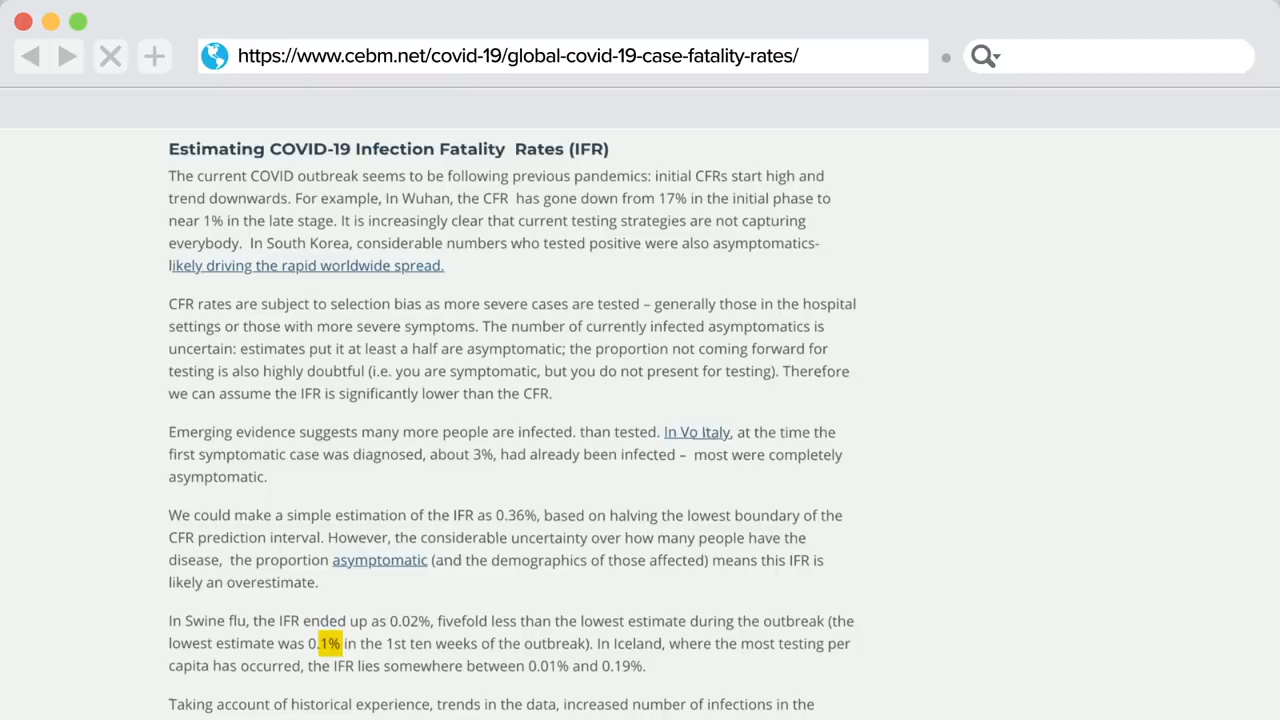 https://www.cebm.net/covid-19/global-covid-19-case-fatality-rates/
Estimating COVID-19 Infection Fatality  Rates (IFR)
The current COVID outbreak seems to be following previous pandemics: initial CFRs start high and
trend downwards. For example, In Wuhan, the CFR  has gone down from 17% in the initial phase to
near 1% in the late stage. It is increasingly clear that current testing strategies are not capturing
everybody.  In South Korea, considerable numbers who tested positive were also asymptomatics-
likely driving the rapid worldwide spread.
CFR rates are subject to selection bias as more severe cases are tested – generally those in the hospital
settings or those with more severe symptoms. The number of currently infected asymptomatics is
uncertain: estimates put it at least a half are asymptomatic; the proportion not coming forward for
testing is also highly doubtful (i.e. you are symptomatic, but you do not present for testing). Therefore
we can assume the IFR is significantly lower than the CFR.
Emerging evidence suggests many more people are infected. than tested. In Vo Italy, at the time the
first symptomatic case was diagnosed, about 3%, had already been infected –  most were completely
asymptomatic.
We could make a simple estimation of the IFR as 0.36%, based on halving the lowest boundary of the
CFR prediction interval. However, the considerable uncertainty over how many people have the
disease,  the proportion asymptomatic (and the demographics of those affected) means this IFR is
likely an overestimate.
In Swine flu, the IFR ended up as 0.02%, fivefold less than the lowest estimate during the outbreak (the
lowest estimate was 0.1% in the 1st ten weeks of the outbreak). In Iceland, where the most testing per
capita has occurred, the IFR lies somewhere between 0.01% and 0.19%.
Taking account of historical experience, trends in the data, increased number of infections in the